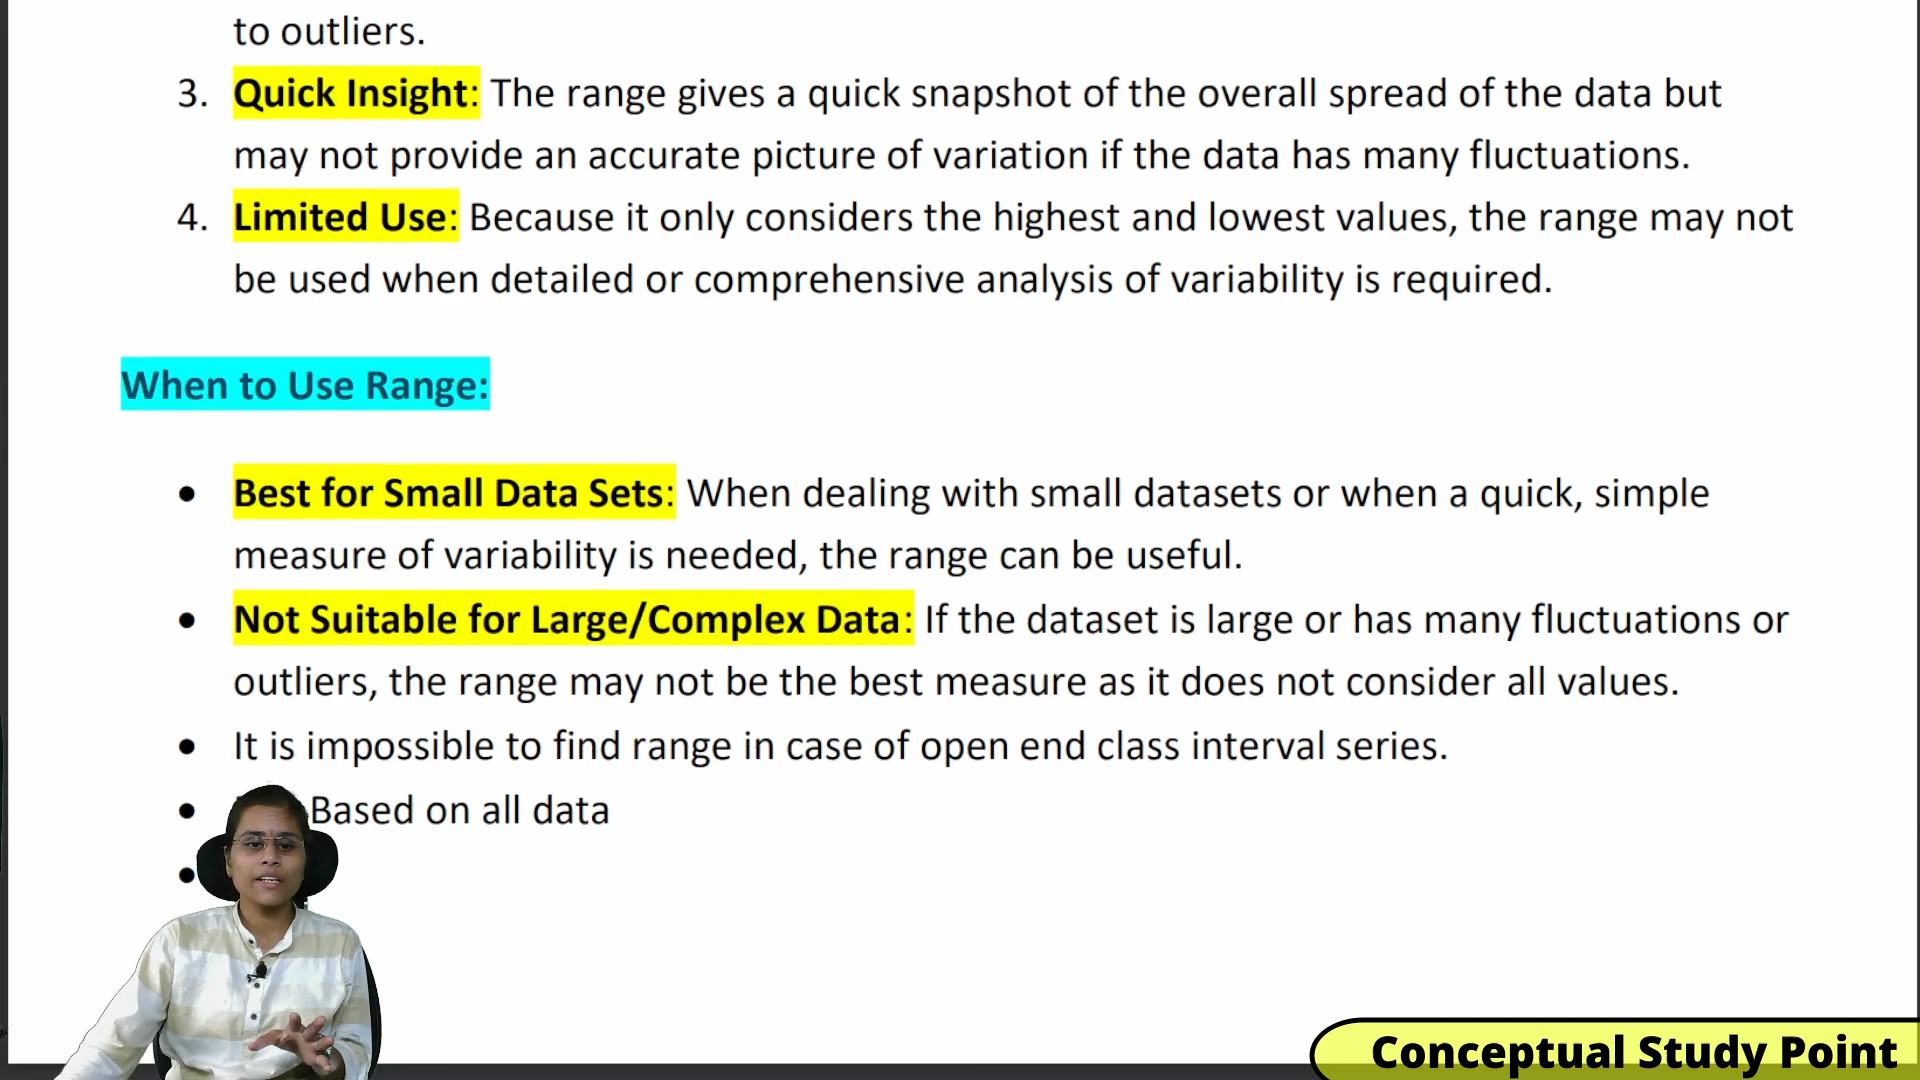 to outliers.
3. Quick Insight: The range gives a quick snapshot of the overall spread of the data but
may not provide an accurate picture of variation if the data has many fluctuations.
4. Limited Use: Because it only considers the highest and lowest values, the range may not
be used when detailed or comprehensive analysis of variability is required.
When to Use Range:
• Best for Small Data Sets: When dealing with small datasets or when a quick, simple
measure of variability is needed, the range can be useful.
• Not Suitable for Large/Complex Data: If the dataset is large or has many fluctuations or
outliers, the range may not be the best measure as it does not consider all values.
• It is impossible to find range in case of open end class interval series.
• Based on all data
•
Conceptual Study Point